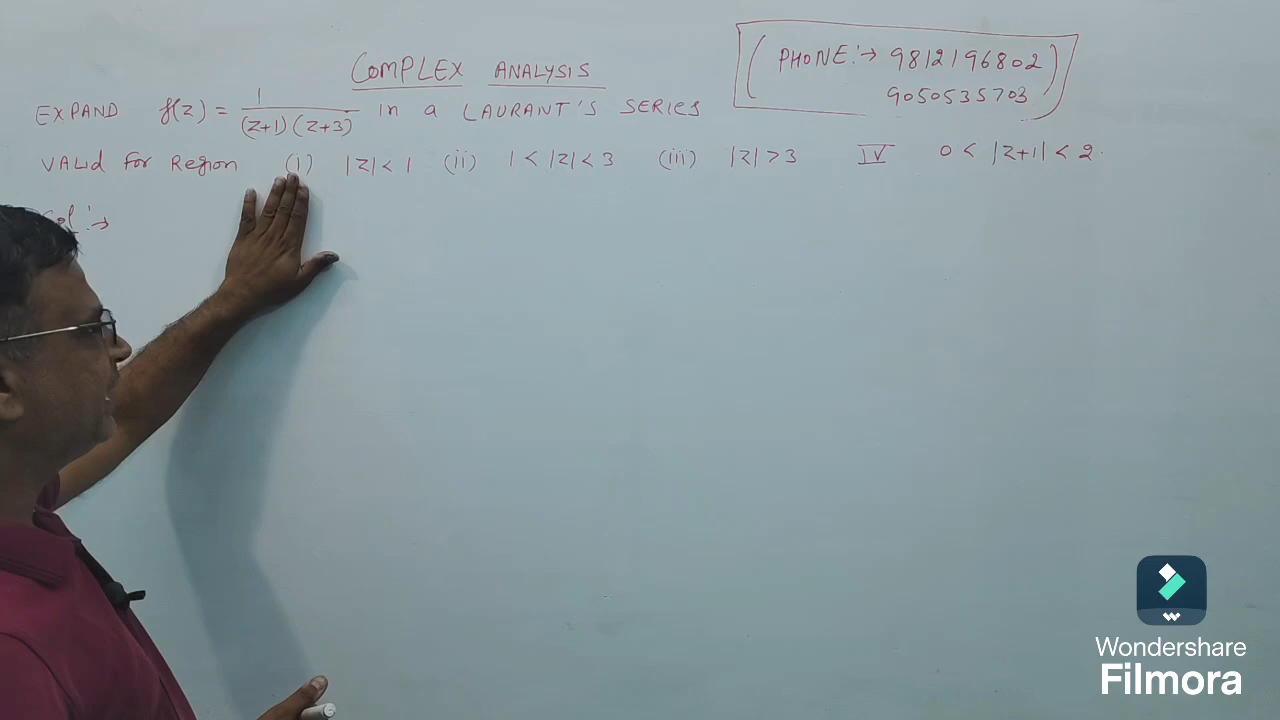 COMPLEX ANALYSIS
(PHONE:→ 9812196802
9050535703)
EXPAND f(z) = 1/((z+1)(z+3)) in a LAURANT'S SERIES
VALid for Region (i) |z| < 1 (ii) 1 < |z| < 3 (iii) |z| > 3 IV 0 < |z+1| < 2.
Sol:→
Wondershare
Filmora